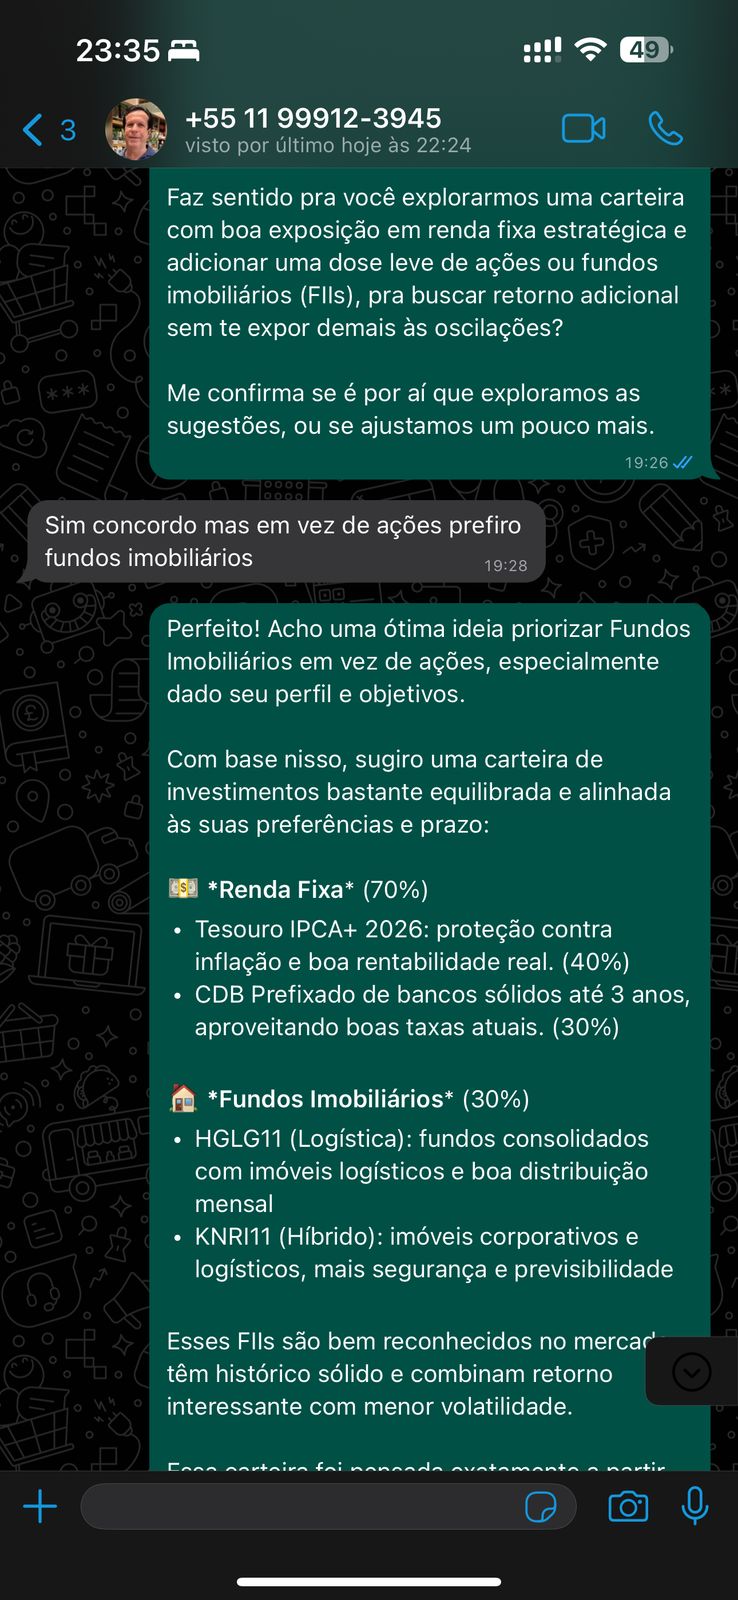 23:35
49
3
+55 11 99912-3945
visto por último hoje às 22:24
Faz sentido pra você explorarmos uma carteira
com boa exposição em renda fixa estratégica e
adicionar uma dose leve de ações ou fundos
imobiliários (FIIs), pra buscar retorno adicional
sem te expor demais às oscilações?
Me confirma se é por aí que exploramos as
sugestões, ou se ajustamos um pouco mais.
19:26
Sim concordo mas em vez de ações prefiro
fundos imobiliários
19:28
Perfeito! Acho uma ótima ideia priorizar Fundos
Imobiliários em vez de ações, especialmente
dado seu perfil e objetivos.
Com base nisso, sugiro uma carteira de
investimentos bastante equilibrada e alinhada
às suas preferências e prazo:
💵 *Renda Fixa* (70%)
• Tesouro IPCA+ 2026: proteção contra
inflação e boa rentabilidade real. (40%)
• CDB Prefixado de bancos sólidos até 3 anos,
aproveitando boas taxas atuais. (30%)
🏠 *Fundos Imobiliários* (30%)
• HGLG11 (Logística): fundos consolidados
com imóveis logísticos e boa distribuição
mensal
• KNRI11 (Híbrido): imóveis corporativos e
logísticos, mais segurança e previsibilidade
Esses FIIs são bem reconhecidos no mercado
têm histórico sólido e combinam retorno
interessante com menor volatilidade.
Essa carteira foi pensada exatamente a partir